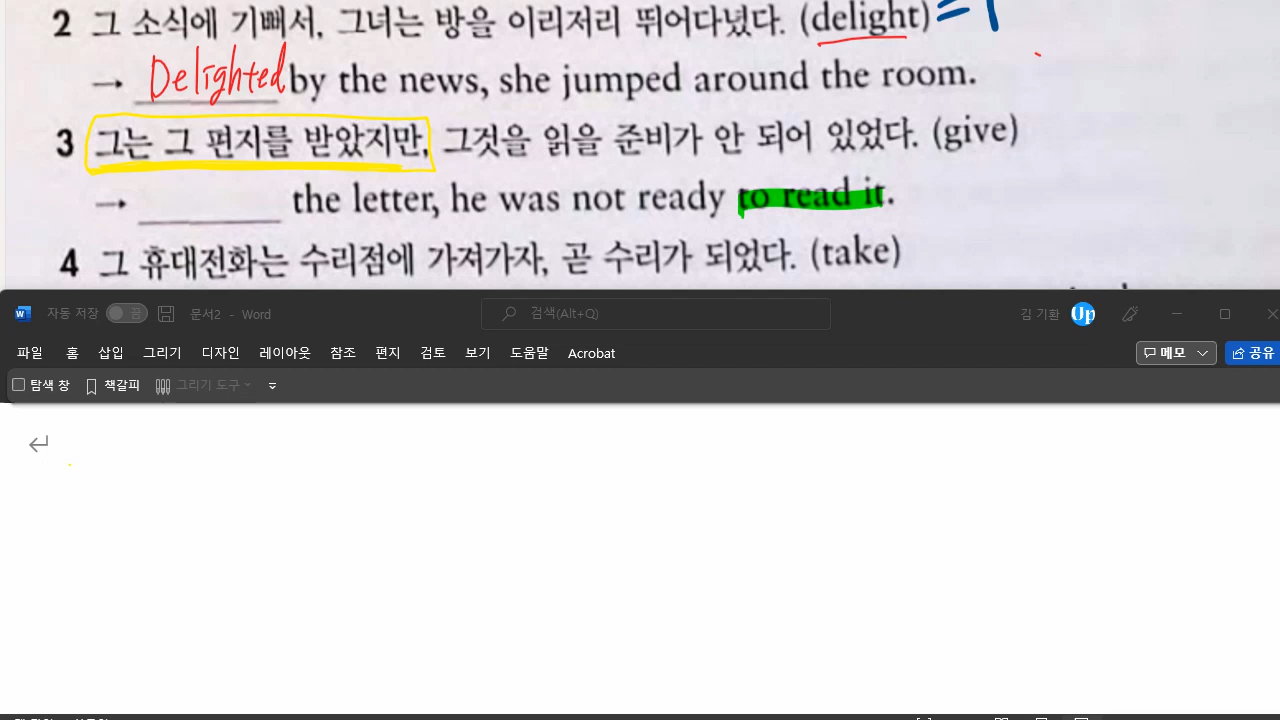 2 그 소식에 기뻐서, 그녀는 방을 이리저리 뛰어다녔다. (delight) =
→ Delighted by the news, she jumped around the room.
3 그는 그 편지를 받았지만, 그것을 읽을 준비가 안 되어 있었다. (give)
→ ________ the letter, he was not ready to read it.
4 그 휴대전화는 수리점에 가져가자, 곧 수리가 되었다. (take)
자동 저장 끔 문서2 - Word 검색(Alt+Q) 김 기환 Up
파일 홈 삽입 그리기 디자인 레이아웃 참조 편지 검토 보기 도움말 Acrobat 메모 공유
탐색 창 책갈피 그리기 도구